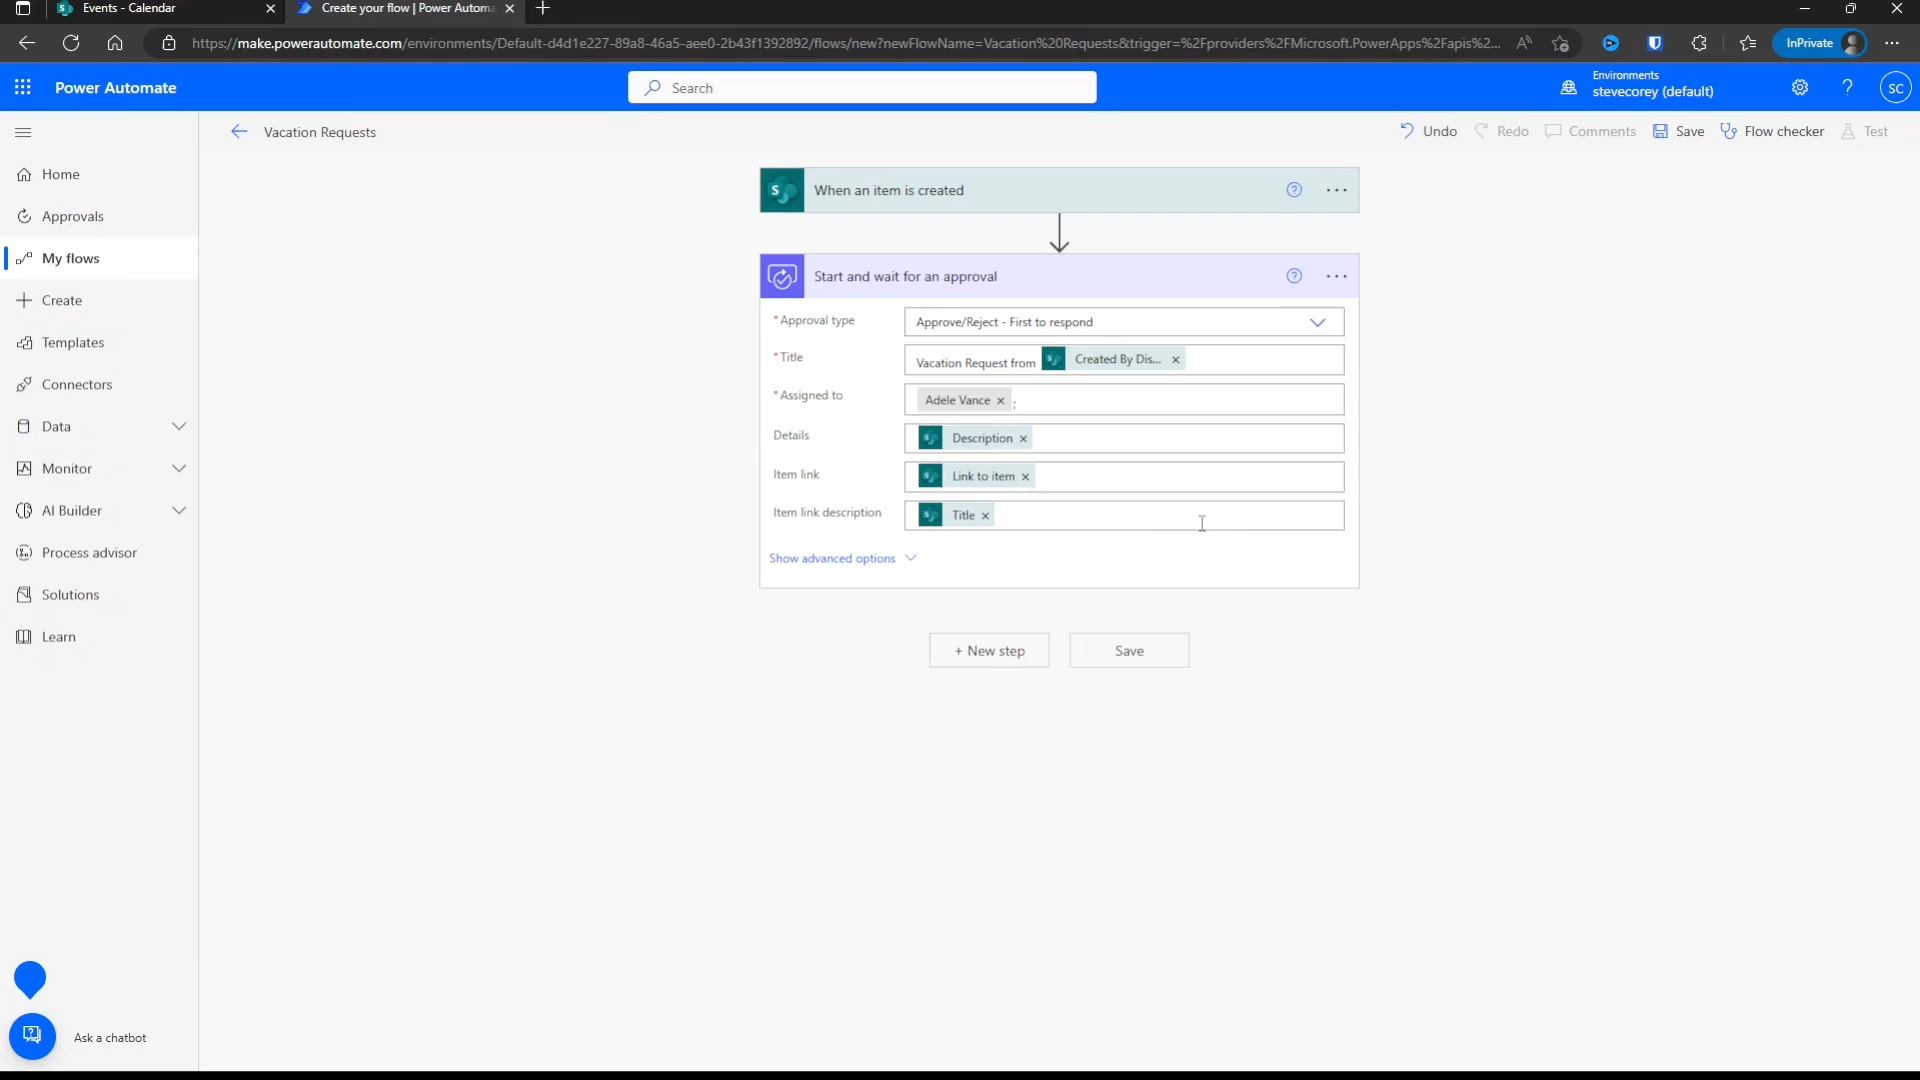 Events - Calendar
Create your flow | Power Automa
https://make.powerautomate.com/environments/Default-d4d1e227-89a8-46a5-aee0-2b43f1392892/flows/new?newFlowName=Vacation%20Requests&trigger=%2Fproviders%2FMicrosoft.PowerApps%2Fapis%2...
InPrivate
Power Automate
Search
Environments
stevecorey (default)
SC
Vacation Requests
Undo
Redo
Comments
Save
Flow checker
Test
Home
Approvals
My flows
Create
Templates
Connectors
Data
Monitor
AI Builder
Process advisor
Solutions
Learn
Ask a chatbot
When an item is created
Start and wait for an approval
* Approval type
Approve/Reject - First to respond
* Title
Vacation Request from Created By Dis...
* Assigned to
Adele Vance ;
Details
Description
Item link
Link to item
Item link description
Title
Show advanced options
+ New step
Save